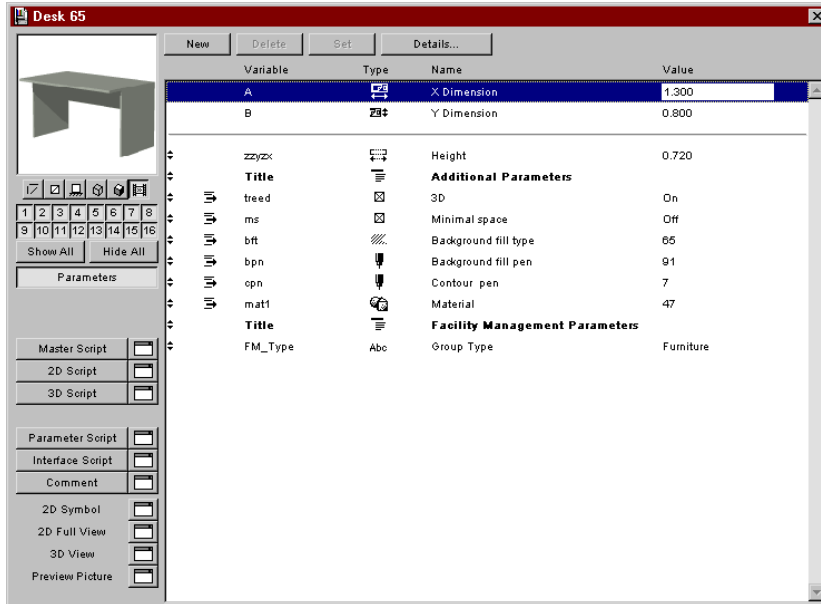 Desk 65
New Delete Set Details...
Variable Type Name Value
A X Dimension 1.300
B Y Dimension 0.800
zzyzx Height 0.720
Title Additional Parameters
treed 3D On
ms Minimal space Off
bft Background fill type 65
bpn Background fill pen 91
cpn Contour pen 7
mat1 Material 47
Title Facility Management Parameters
FM_Type Abc Group Type Furniture
1 2 3 4 5 6 7 8
9 10 11 12 13 14 15 16
Show All Hide All
Parameters
Master Script
2D Script
3D Script
Parameter Script
Interface Script
Comment
2D Symbol
2D Full View
3D View
Preview Picture